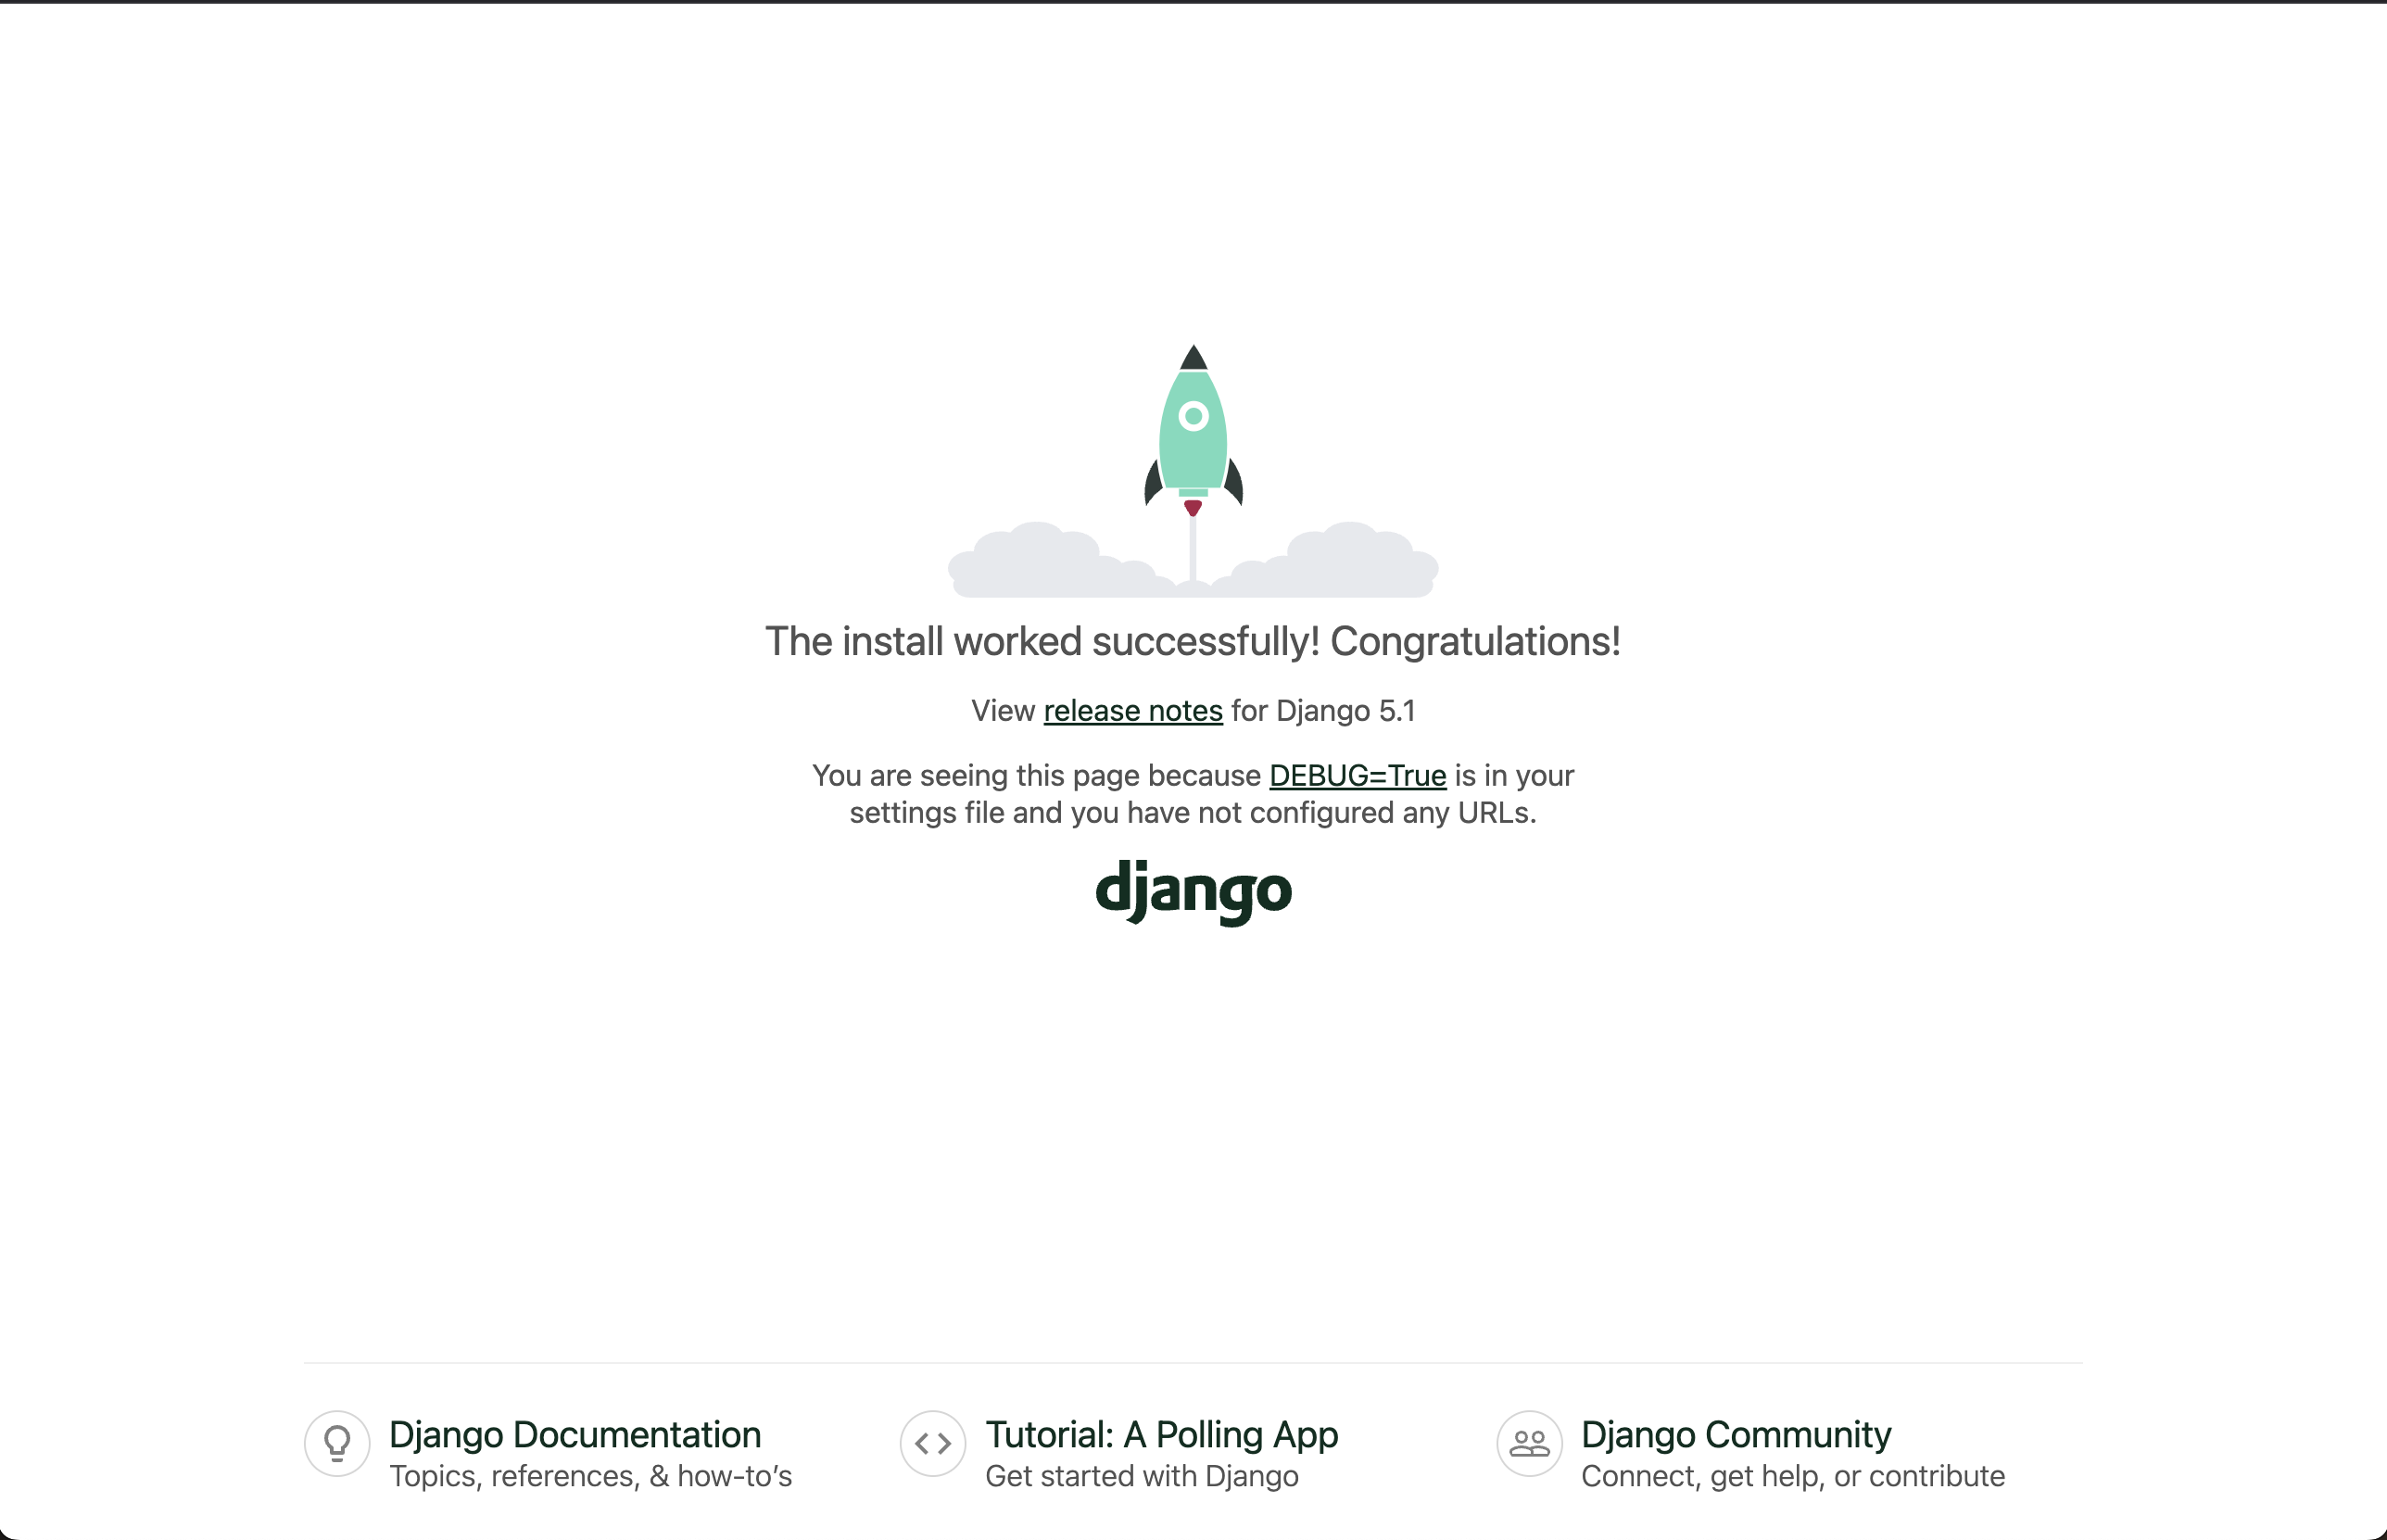 The install worked successfully! Congratulations!
View release notes for Django 5.1
You are seeing this page because DEBUG=True is in your
settings file and you have not configured any URLs.
django
Django Documentation
Topics, references, & how-to’s
Tutorial: A Polling App
Get started with Django
Django Community
Connect, get help, or contribute